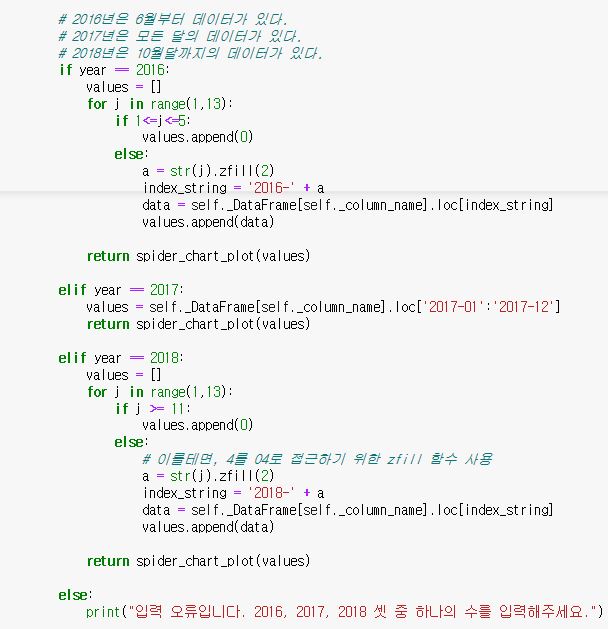 # 2016년은 6월부터 데이터가 있다.
# 2017년은 모든 달의 데이터가 있다.
# 2018년은 10월달까지의 데이터가 있다.
if year == 2016:
    values = []
    for j in range(1,13):
        if 1<=j<=5:
            values.append(0)
        else:
            a = str(j).zfill(2)
            index_string = '2016-' + a
            data = self._DataFrame[self._column_name].loc[index_string]
            values.append(data)

    return spider_chart_plot(values)

elif year == 2017:
    values = self._DataFrame[self._column_name].loc['2017-01':'2017-12']
    return spider_chart_plot(values)

elif year == 2018:
    values = []
    for j in range(1,13):
        if j >= 11:
            values.append(0)
        else:
            # 이를테면, 4를 04로 접근하기 위한 zfill 함수 사용
            a = str(j).zfill(2)
            index_string = '2018-' + a
            data = self._DataFrame[self._column_name].loc[index_string]
            values.append(data)

    return spider_chart_plot(values)

else:
    print("입력 오류입니다. 2016, 2017, 2018 셋 중 하나의 수를 입력해주세요.")